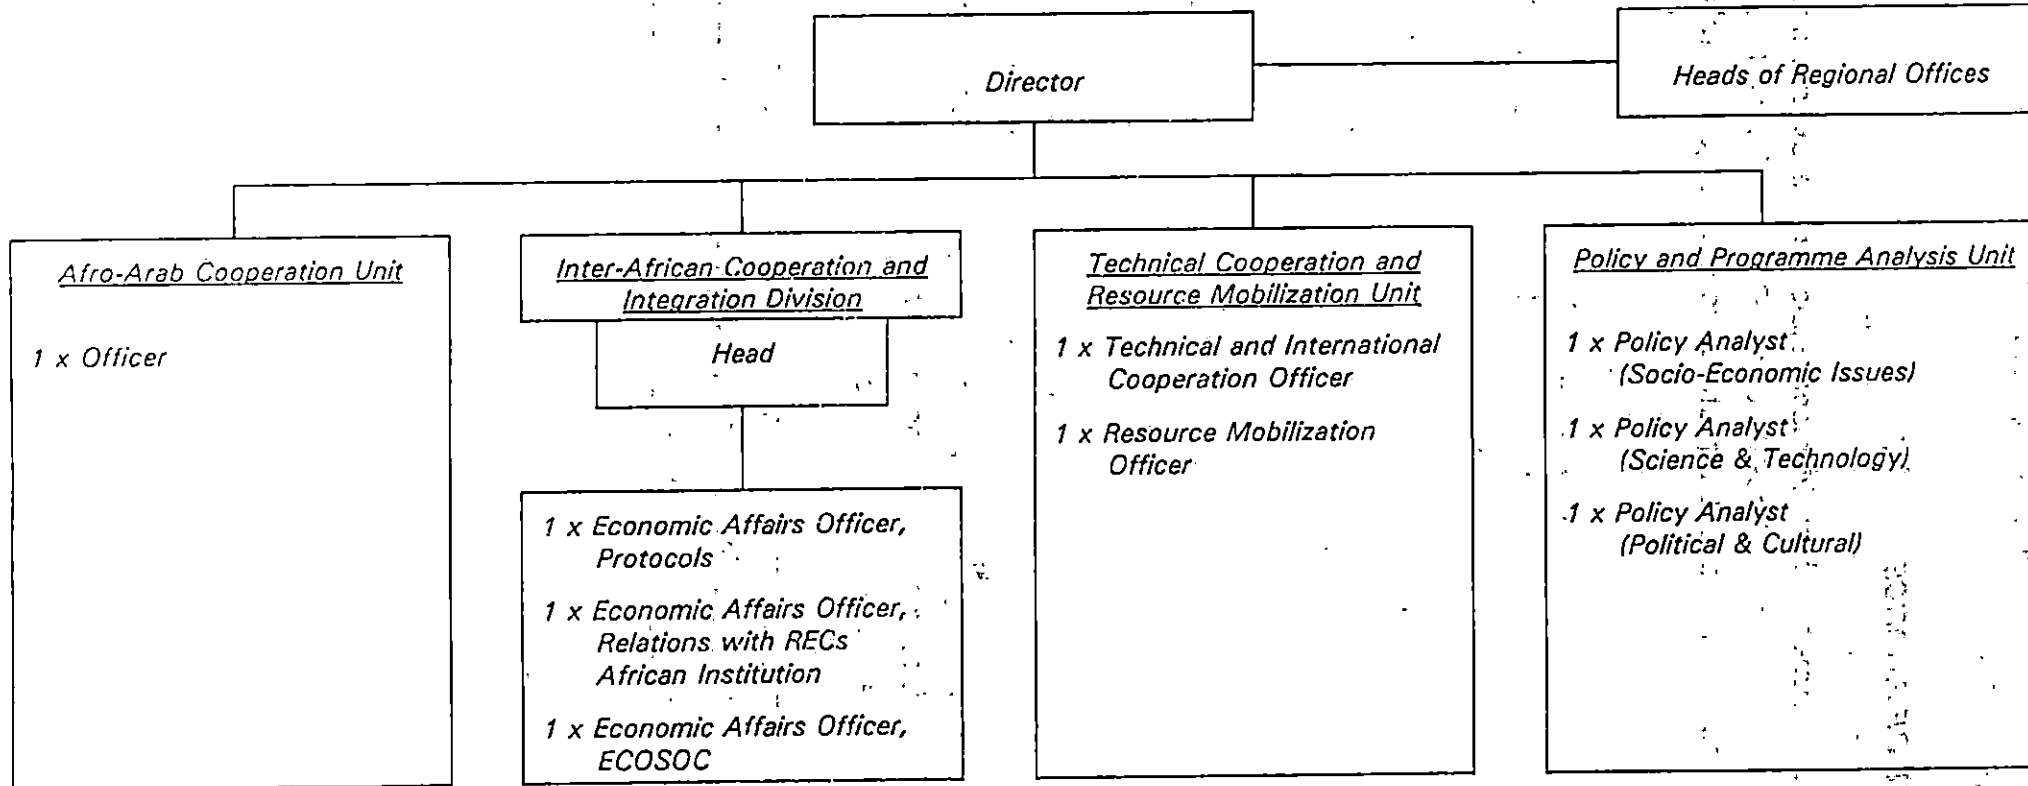 Director
Heads of Regional Offices
Afro-Arab Cooperation Unit
1 x Officer
Inter-African Cooperation and
Integration Division
Head
1 x Economic Affairs Officer,
Protocols
1 x Economic Affairs Officer,
Relations with RECs
African Institution
1 x Economic Affairs Officer,
ECOSOC
Technical Cooperation and
Resource Mobilization Unit
1 x Technical and International
Cooperation Officer
1 x Resource Mobilization
Officer
Policy and Programme Analysis Unit
1 x Policy Analyst
(Socio-Economic Issues)
1 x Policy Analyst
(Science & Technology)
1 x Policy Analyst
(Political & Cultural)